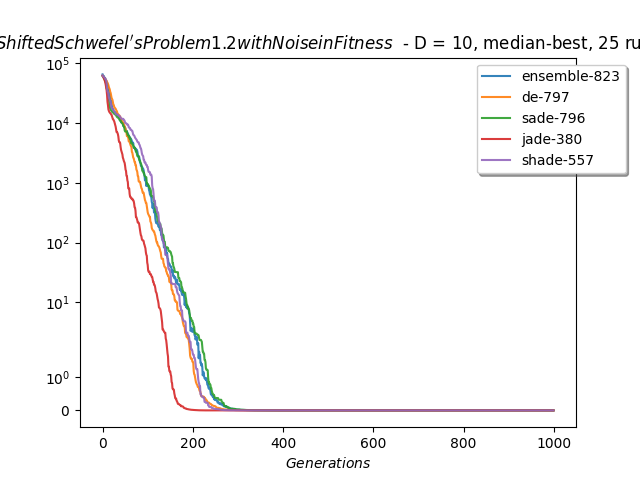 ShiftedSchwefel'sProblem1.2withNoiseinFitness - D = 10, median-best, 25 ru
10^5
10^4
10^3
10^2
10^1
10^0
0
ensemble-823
de-797
sade-796
jade-380
shade-557
0 200 400 600 800 1000
Generations